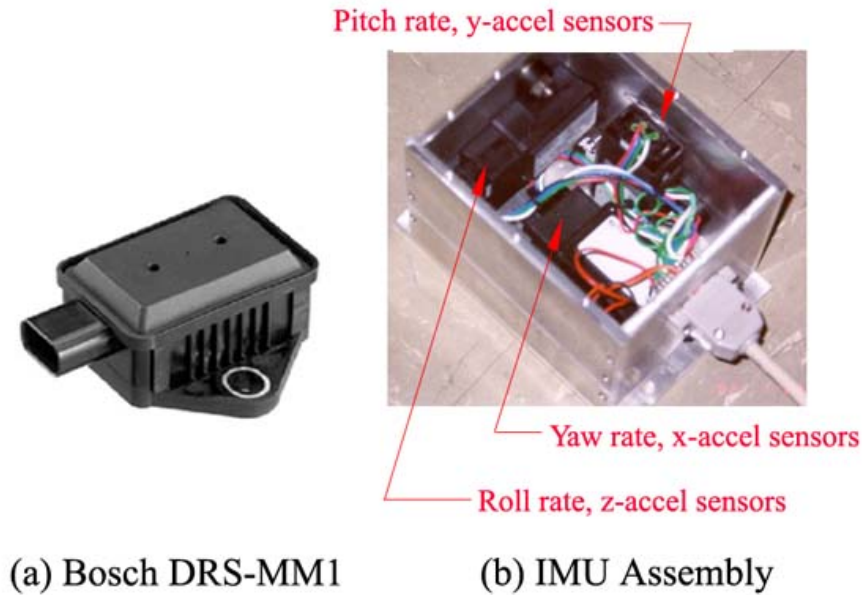 Pitch rate, y-accel sensors
Yaw rate, x-accel sensors
Roll rate, z-accel sensors
(a) Bosch DRS-MM1
(b) IMU Assembly